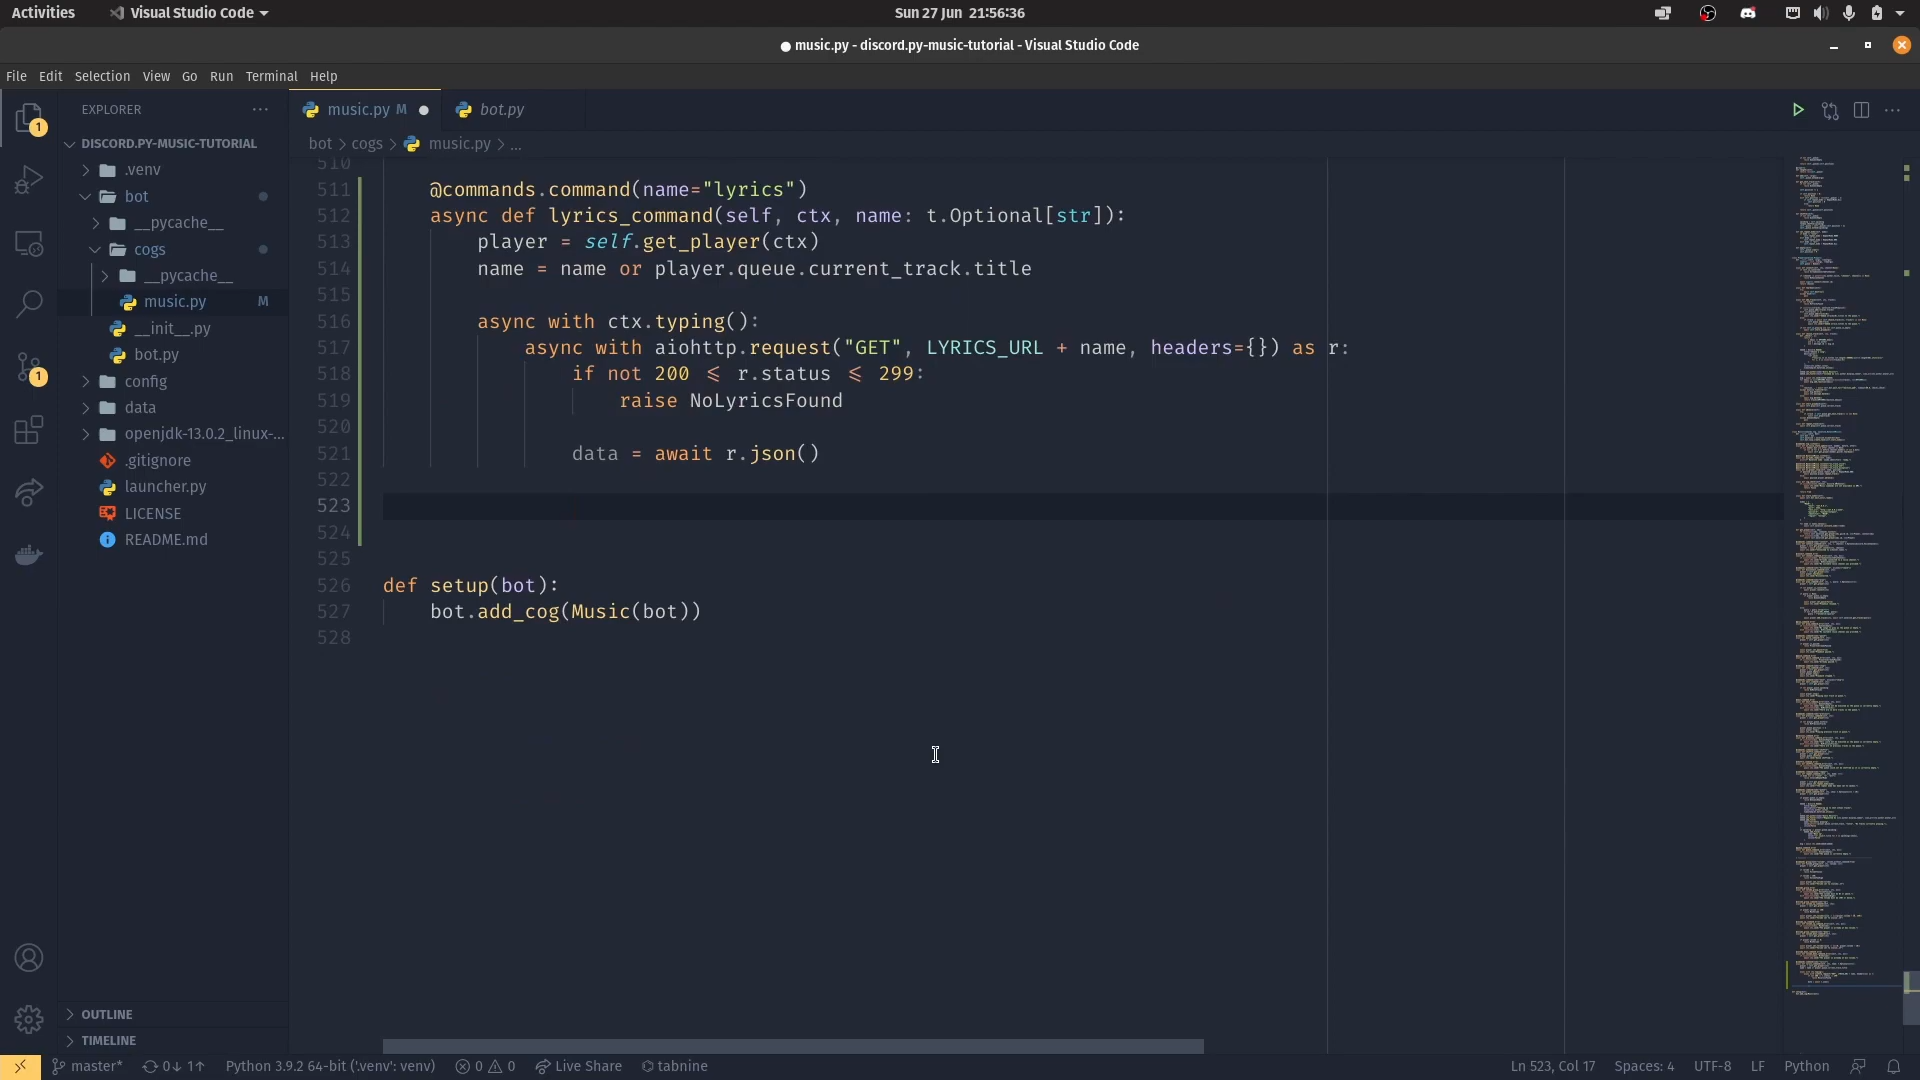 Activities
Visual Studio Code
Sun 27 Jun 21:56:36
music.py - discord.py-music-tutorial - Visual Studio Code
File Edit Selection View Go Run Terminal Help
EXPLORER
music.py M
bot.py
DISCORD.PY-MUSIC-TUTORIAL
bot > cogs > music.py > ...
.venv
bot
__pycache__
cogs
__pycache__
music.py M
__init__.py
bot.py
config
data
openjdk-13.0.2_linux-...
.gitignore
launcher.py
LICENSE
README.md
OUTLINE
TIMELINE
1
1
510
511 @commands.command(name="lyrics")
512 async def lyrics_command(self, ctx, name: t.Optional[str]):
513 player = self.get_player(ctx)
514 name = name or player.queue.current_track.title
515
516 async with ctx.typing():
517 async with aiohttp.request("GET", LYRICS_URL + name, headers={}) as r:
518 if not 200 <= r.status <= 299:
519 raise NoLyricsFound
520
521 data = await r.json()
522
523
524
525
526 def setup(bot):
527 bot.add_cog(Music(bot))
528
master* 0↓ 1↑ Python 3.9.2 64-bit ('.venv': venv) 0 0 Live Share tabnine Ln 523, Col 17 Spaces: 4 UTF-8 LF Python